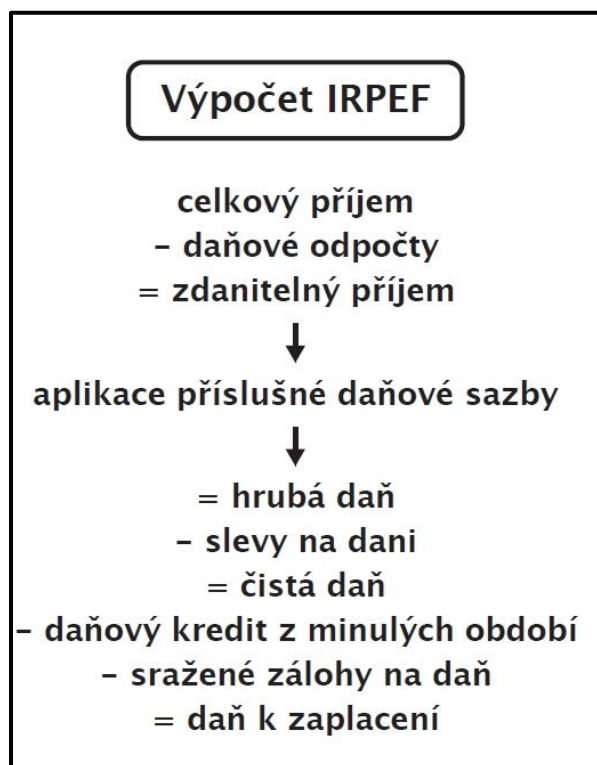 Výpočet IRPEF
celkový příjem
– daňové odpočty
= zdanitelný příjem
aplikace příslušné daňové sazby
= hrubá daň
– slevy na dani
= čistá daň
– daňový kredit z minulých období
– sražené zálohy na daň
= daň k zaplacení